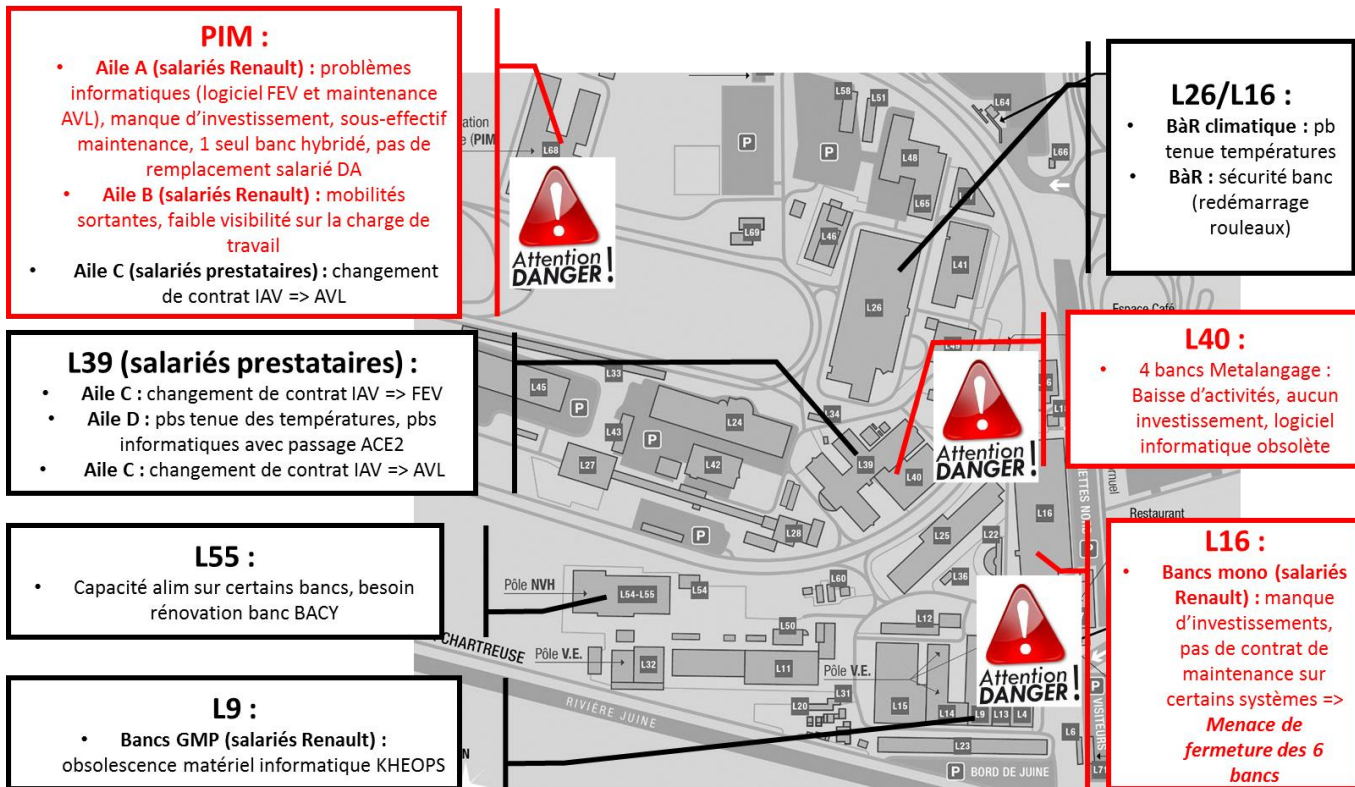 PIM :
• Aile A (salariés Renault) : problèmes
informatiques (logiciel FEV et maintenance
AVL), manque d'investissement, sous-effectif
maintenance, 1 seul banc hybridé, pas de
remplacement salarié DA
• Aile B (salariés Renault) : mobilités
sortantes, faible visibilité sur la charge de
travail
• Aile C (salariés prestataires) : changement
de contrat IAV => AVL
L39 (salariés prestataires) :
• Aile C : changement de contrat IAV => FEV
• Aile D : pbs tenue des températures, pbs
informatiques avec passage ACE2
• Aile C : changement de contrat IAV => AVL
L55 :
• Capacité alim sur certains bancs, besoin
rénovation banc BACY
L9 :
• Bancs GMP (salariés Renault) :
obsolescence matériel informatique KHEOPS
L26/L16 :
• BàR climatique : pb
tenue températures
• BàR : sécurité banc
(redémarrage
rouleaux)
L40 :
• 4 bancs Metalangage :
Baisse d'activités, aucun
investissement, logiciel
informatique obsolète
L16 :
• Bancs mono (salariés
Renault) : manque
d'investissements,
pas de contrat de
maintenance sur
certains systèmes =>
Menace de
fermeture des 6
bancs
Attention
DANGER !
Attention
DANGER !
Attention
DANGER !
(PIM
L68
P
P
L58
L51
L64
L48
L66
L65
L69
L46
L41
L26
Espace Café
L45
L33
P
L43
P
L24
L34
L27
L42
L39
L40
L16
Restaurant
P
L28
L25
L22
L36
Pôle NVH
L54-L55
L54
L60
L12
L50
CHARTREUSE
Pôle V.E.
L32
L11
Pôle V.E.
L31
L20
L15
L14
L9
L13
L4
RIVIÈRE JUINE
L23
L6
L71
P
VISITEURS
P
BORD DE JUINE